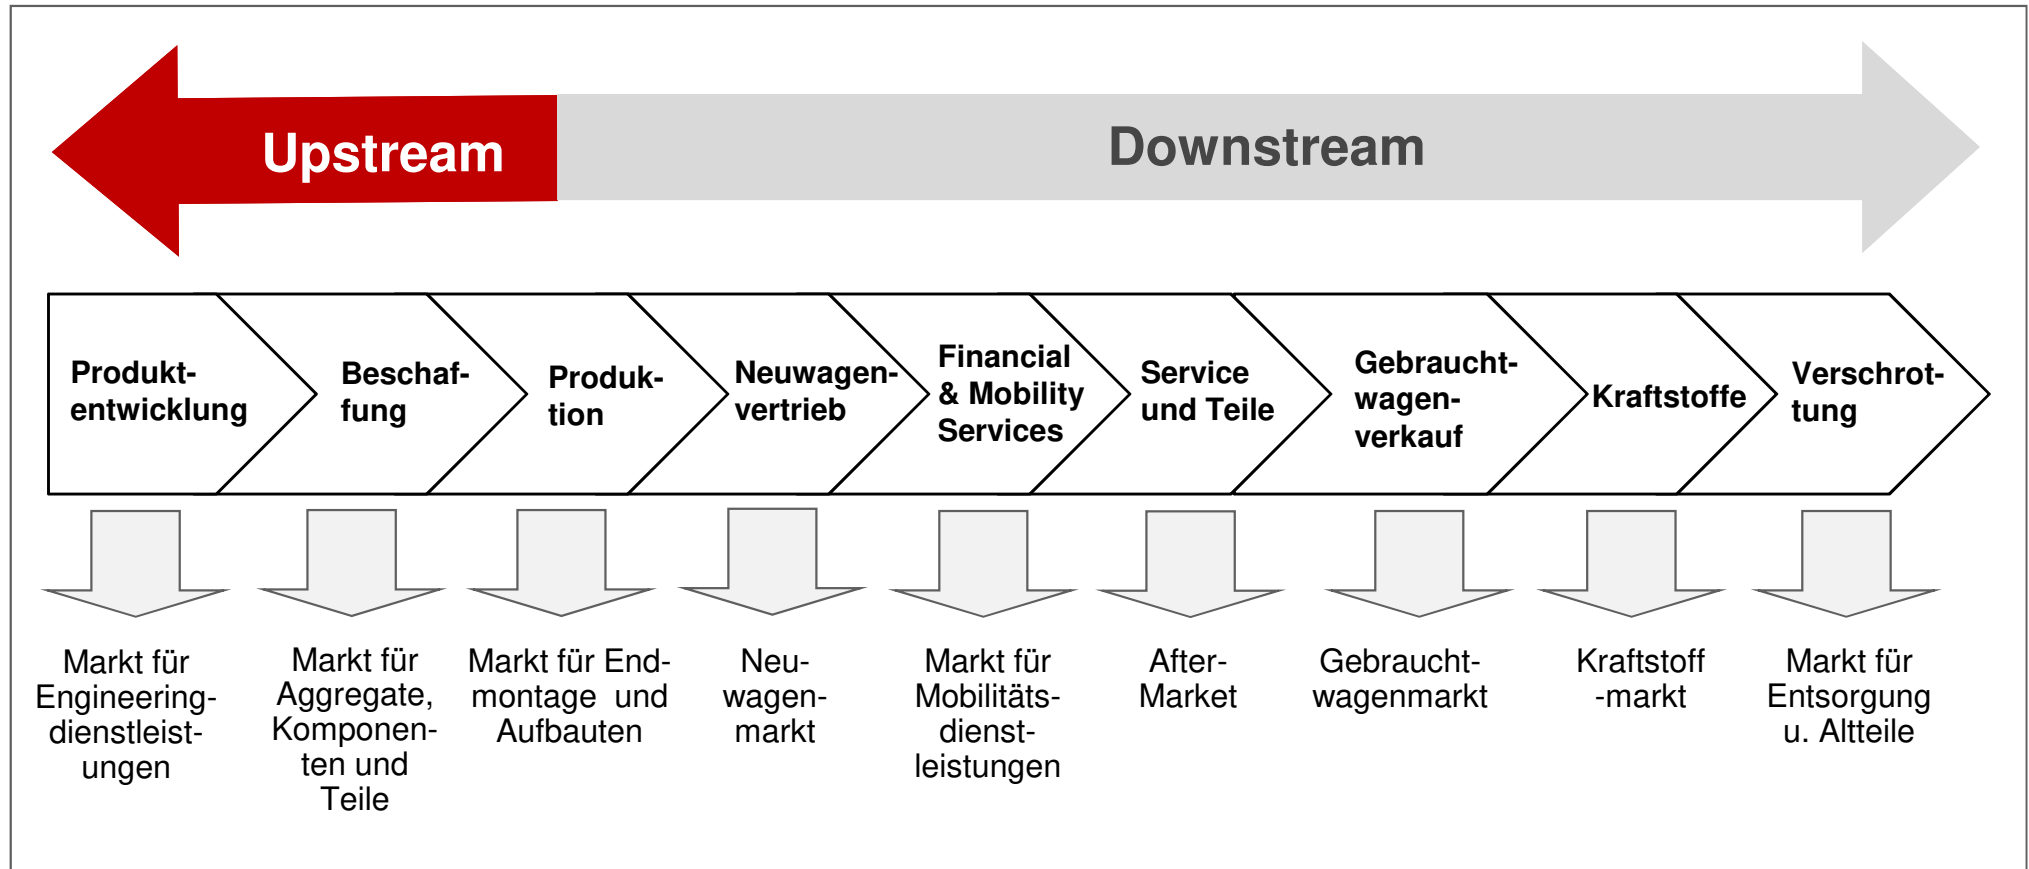 Upstream
Downstream
Produkt-
entwicklung
Beschaf-
fung
Produk-
tion
Neuwagen-
vertrieb
Financial
& Mobility
Services
Service
und Teile
Gebraucht-
wagen-
verkauf
Kraftstoffe
Verschrot-
tung
Markt für
Engineering-
dienstleist-
ungen
Markt für
Aggregate,
Komponen-
ten und
Teile
Markt für End-
montage  und
Aufbauten
Neu-
wagen-
markt
Markt für
Mobilitäts-
dienst-
leistungen
After-
Market
Gebraucht-
wagenmarkt
Kraftstoff
-markt
Markt für
Entsorgung
u. Altteile